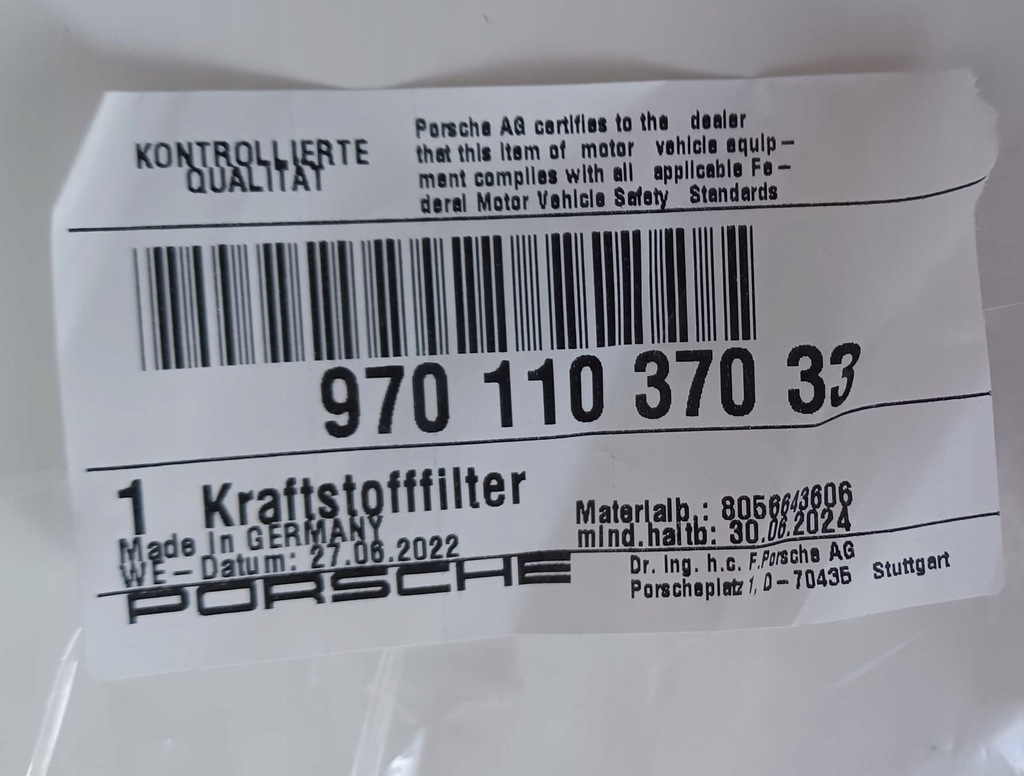 KONTROLLIERTE
QUALITÄT
Porsche AG certifies to the dealer
that this item of motor vehicle equip-
ment complies with all applicable Fe-
deral Motor Vehicle Safety Standards
970 110 370 33
1 Kraftstofffilter
Made in GERMANY
WE-Datum: 27.06.2022
PORSCHE
Materialb.: 8056643606
mind.haltb: 30.06.2024
Dr. Ing. h.c. F.Porsche AG
Porscheplatz 1, D-70435 Stuttgart